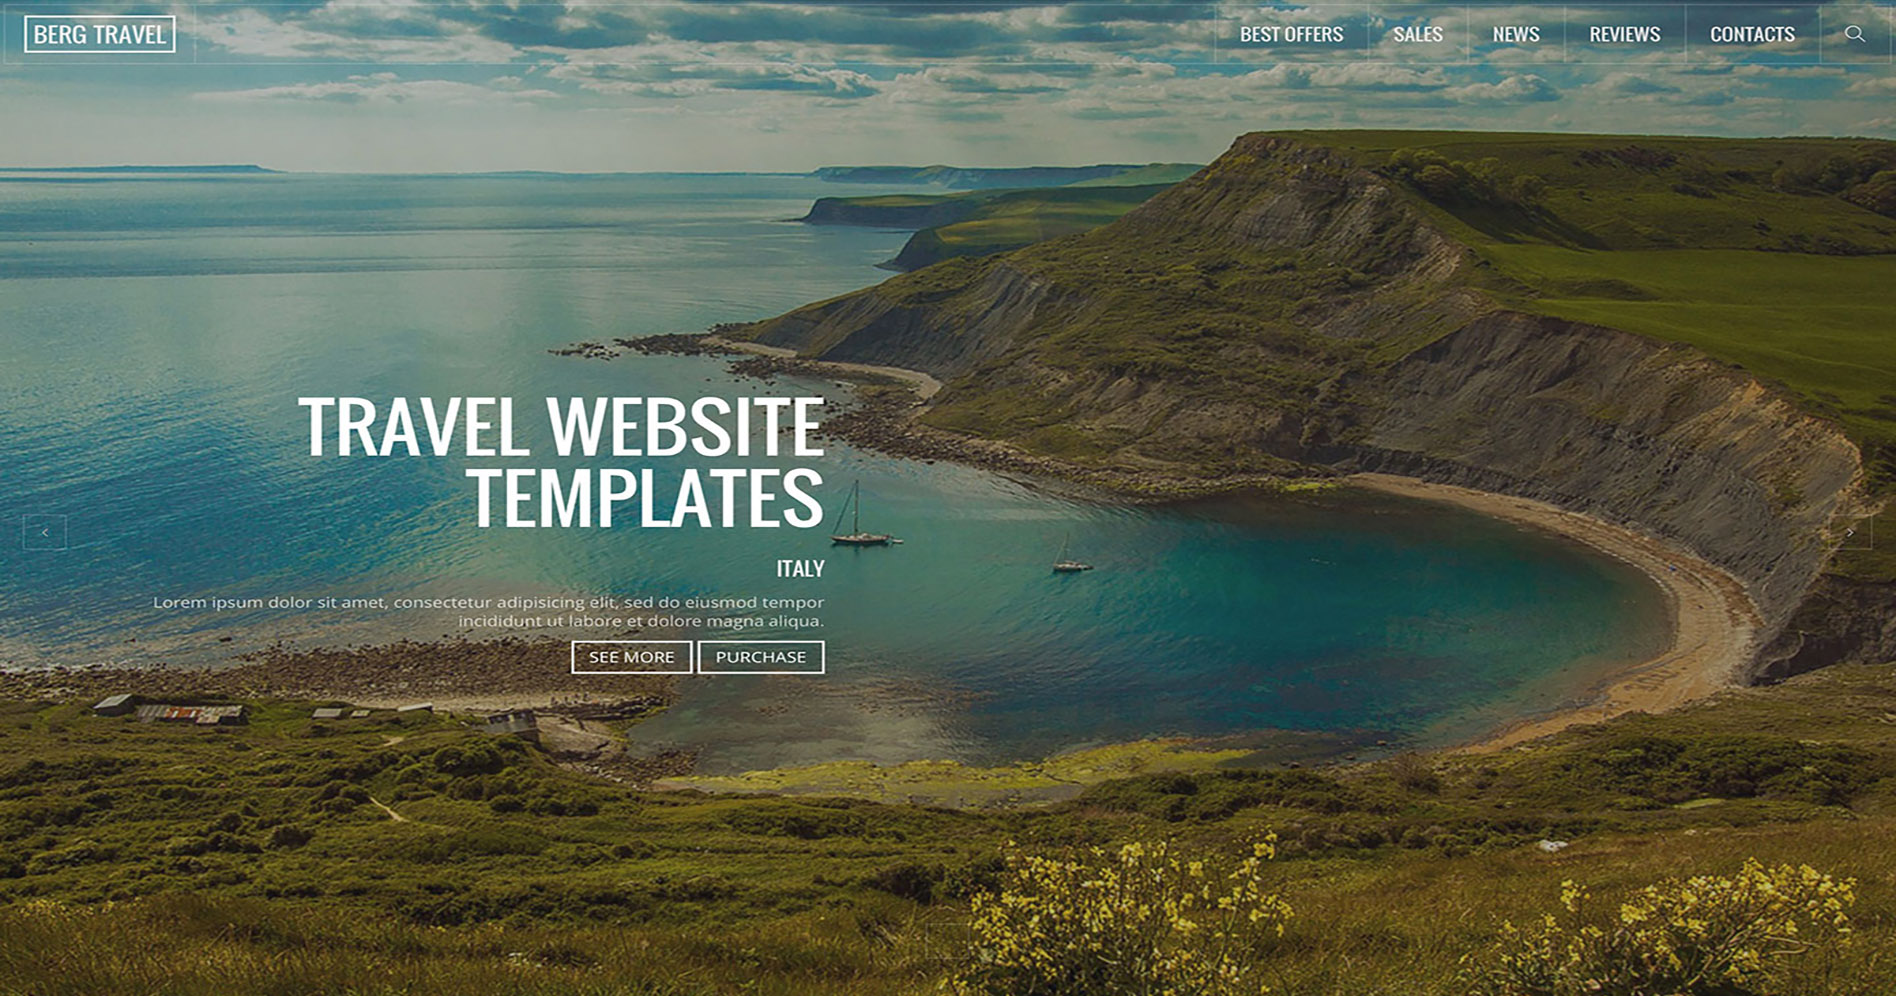 BERG TRAVEL
BEST OFFERS
SALES
NEWS
REVIEWS
CONTACTS
TRAVEL WEBSITE
TEMPLATES
ITALY
Lorem ipsum dolor sit amet, consectetur adipisicing elit, sed do eiusmod tempor
incididunt ut labore et dolore magna aliqua.
SEE MORE
PURCHASE